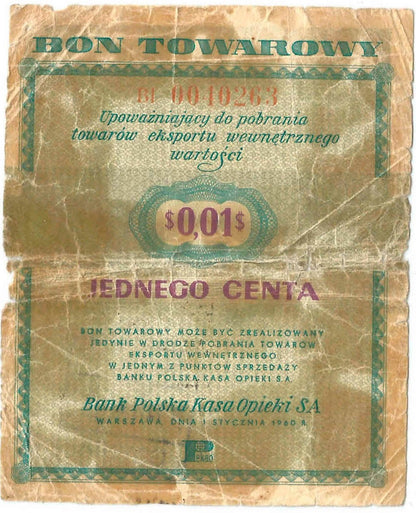 BON TOWAROWY
0040263
Upoważniający do pobrania
towarów eksportu wewnętrznego
wartości
$0,01$
JEDNEGO CENTA
BON TOWAROWY MOŻE BYĆ ZREALIZOWANY
JEDYNIE W DRODZE POBRANIA TOWARÓW
EKSPORTU WEWNĘTRZNEGO
W JEDNYM Z PUNKTÓW SPRZEDAŻY
BANKU POLSKA KASA OPIEKI S.A.
Bank Polska Kasa Opieki SA
WARSZAWA, DNIA 1 STYCZNIA 1960 R.
PEKAO